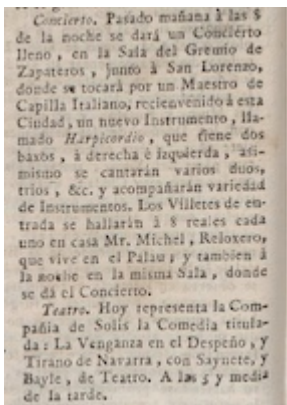 Concierto. Pasado mañana à las 8
de la noche se dará un Concierto
lleno, en la Sala del Gremio de
Zapateros, junto à San Lorenzo,
donde se tocará por un Maestro de
Capilla Italiano, recienvenido à esta
Ciudad, un nuevo Instrumento, lla-
mado Harpicordio, que tiene dos
baxos, à derecha è izquierda, asi-
mismo se cantarán varios duos,
trios, &c. y acompañarán variedad
de Instrumentos. Los Villetes de en-
trada se hallarán à 8 reales cada
uno en casa Mr. Michel, Reloxero,
que vive en el Palau; y tambien à
la noche en la misma Sala, donde
se dá el Concierto.
Teatro. Hoy representa la Com-
pañia de Solis la Comedia titula-
da: La Venganza en el Despeño, y
Tirano de Navarra, con Saynete, y
Bayle, de Teatro. A las 5 y media
de la tarde.